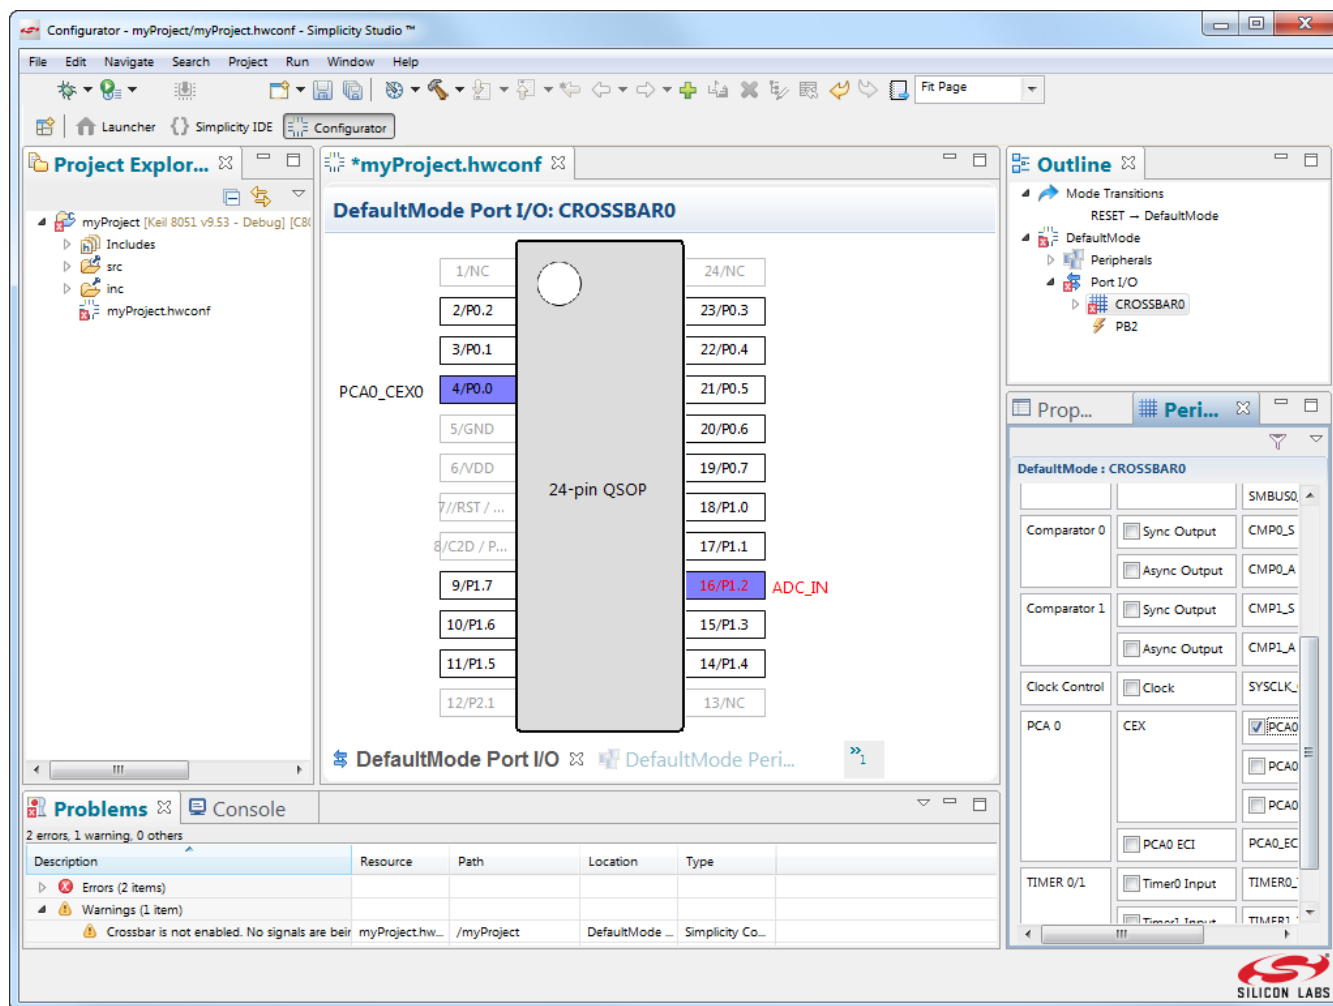 Configurator - myProject/myProject.hwconf - Simplicity Studio ™
File Edit Navigate Search Project Run Window Help
Fit Page
Launcher {} Simplicity IDE Configurator
Project Explor...
myProject [Keil 8051 v9.53 - Debug] [C8
Includes
src
inc
myProject.hwconf
*myProject.hwconf
DefaultMode Port I/O: CROSSBAR0
1/NC
2/P0.2
3/P0.1
PCA0_CEX0 4/P0.0
5/GND
6/VDD
7//RST / ...
8/C2D / P...
9/P1.7
10/P1.6
11/P1.5
12/P2.1
24-pin QSOP
24/NC
23/P0.3
22/P0.4
21/P0.5
20/P0.6
19/P0.7
18/P1.0
17/P1.1
16/P1.2 ADC_IN
15/P1.3
14/P1.4
13/NC
DefaultMode Port I/O DefaultMode Peri... »1
Outline
Mode Transitions
RESET → DefaultMode
DefaultMode
Peripherals
Port I/O
CROSSBAR0
PB2
Prop... Peri...
DefaultMode : CROSSBAR0
SMBUS0
Comparator 0 Sync Output CMP0_S
Async Output CMP0_A
Comparator 1 Sync Output CMP1_S
Async Output CMP1_A
Clock Control Clock SYSCLK_
PCA 0 CEX PCA0
PCA0
PCA0
PCA0 ECI PCA0_EC
TIMER 0/1 Timer0 Input TIMER0_
Timer1 Input TIMER1
Problems Console
2 errors, 1 warning, 0 others
Description Resource Path Location Type
Errors (2 items)
Warnings (1 item)
Crossbar is not enabled. No signals are beir myProject.hw... /myProject DefaultMode ... Simplicity Co...
SILICON LABS